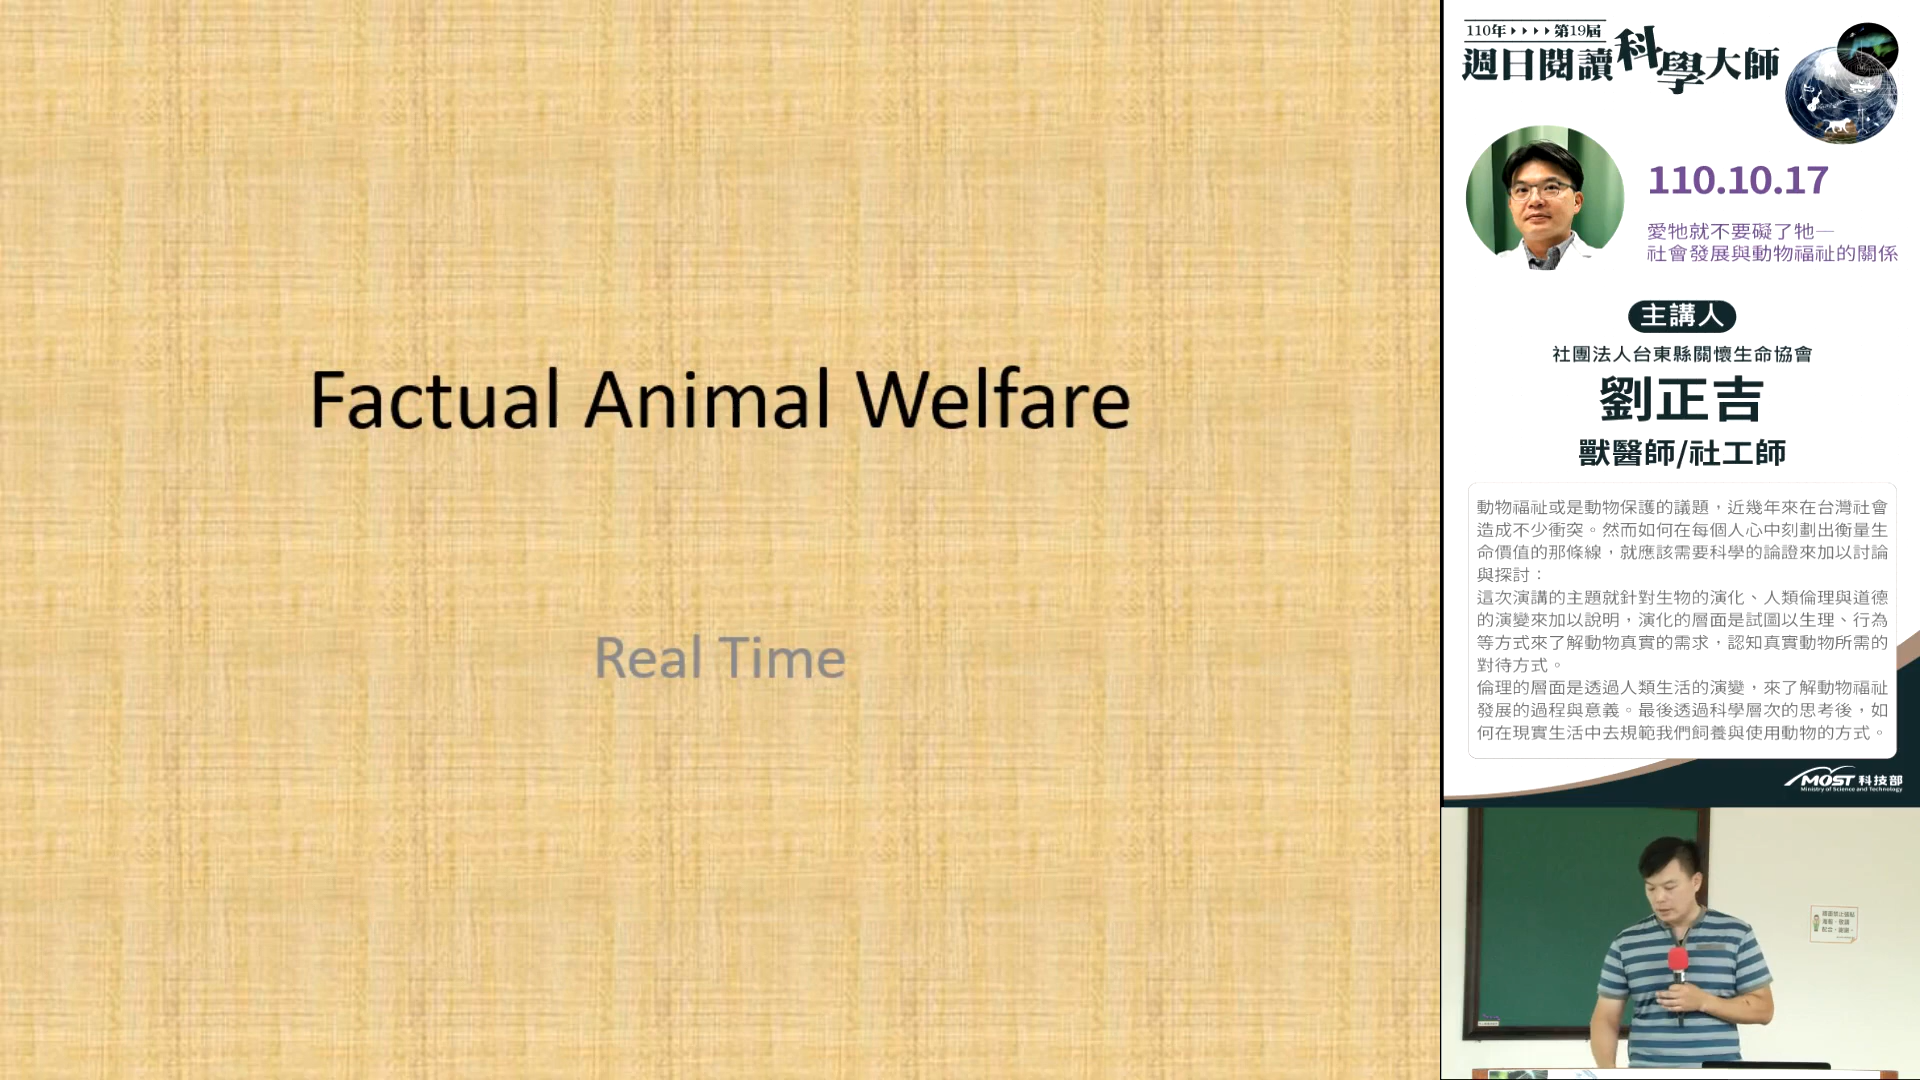 Factual Animal Welfare
Real Time
110年 第19屆
週日閱讀科學大師
110.10.17
愛牠就不要礙了牠—
社會發展與動物福祉的關係
主講人
社團法人台東縣關懷生命協會
劉正吉
獸醫師/社工師
動物福祉或是動物保護的議題，近幾年來在台灣社會
造成不少衝突。然而如何在每個人心中刻劃出衡量生
命價值的那條線，就應該需要科學的論證來加以討論
與探討：
這次演講的主題就針對生物的演化、人類倫理與道德
的演變來加以說明，演化的層面是試圖以生理、行為
等方式來了解動物真實的需求，認知真實動物所需的
對待方式。
倫理的層面是透過人類生活的演變，來了解動物福祉
發展的過程與意義。最後透過科學層次的思考後，如
何在現實生活中去規範我們飼養與使用動物的方式。
MOST 科技部
Ministry of Science and Technology